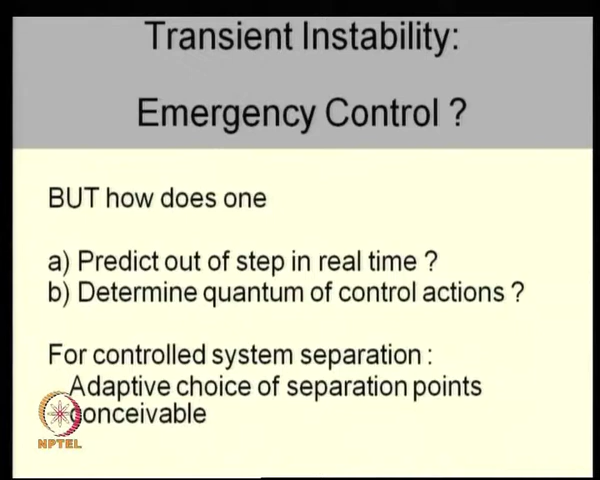 Transient Instability:
Emergency Control ?
BUT how does one
a) Predict out of step in real time ?
b) Determine quantum of control actions ?
For controlled system separation :
Adaptive choice of separation points
conceivable
NPTEL